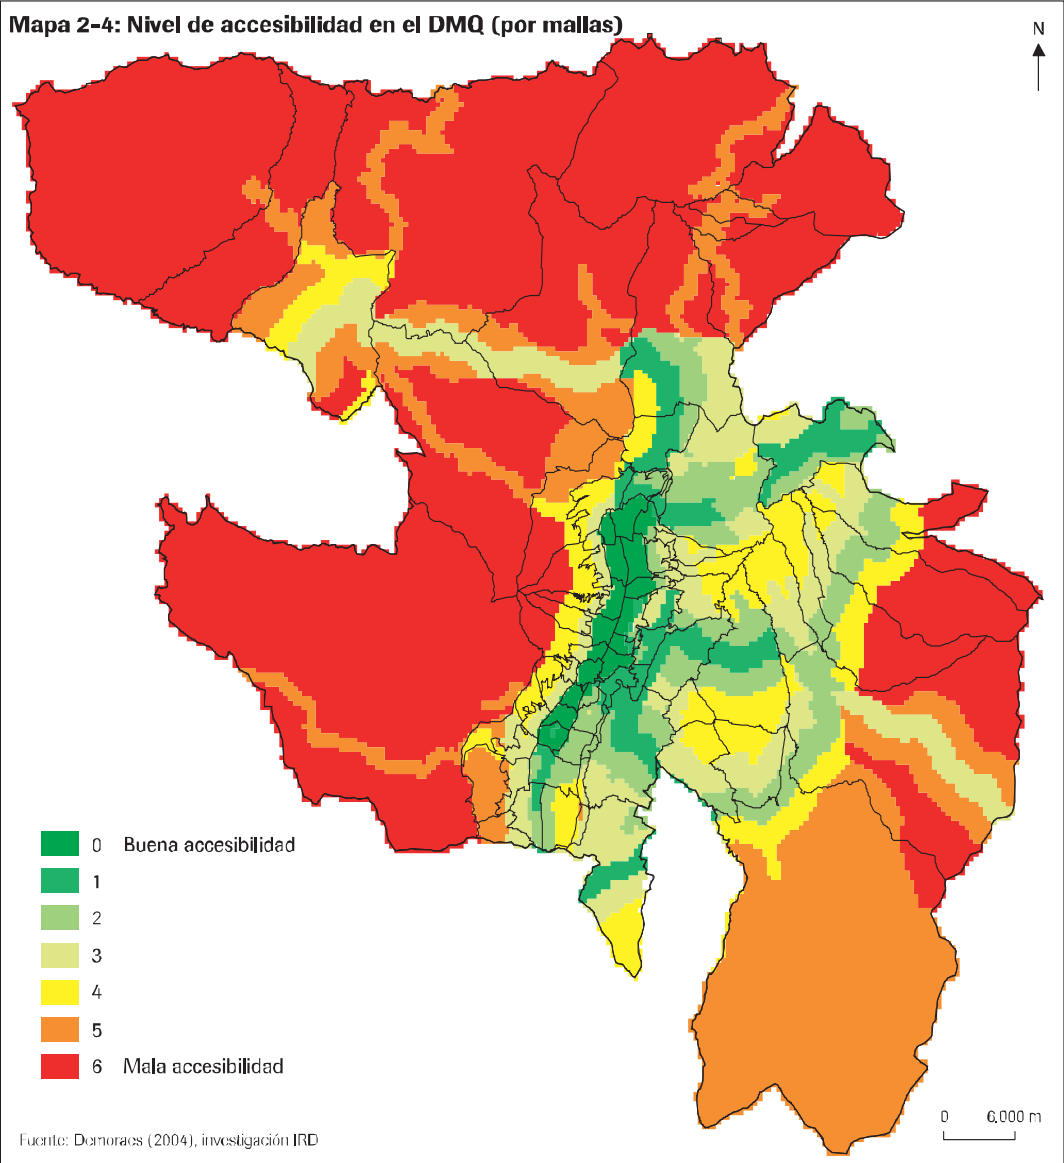 Mapa 2-4: Nivel de accesibilidad en el DMQ (por mallas)
N
0 Buena accesibilidad
1
2
3
4
5
6 Mala accesibilidad
0 6.000 m
Fuente: Demoraes (2004), investigación IRD